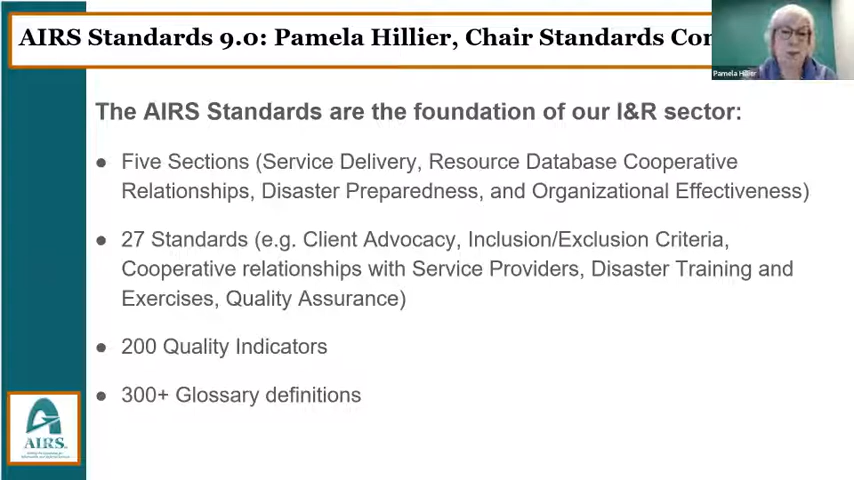 AIRS Standards 9.0: Pamela Hillier, Chair Standards Con
Pamela Hillier
The AIRS Standards are the foundation of our I&R sector:
● Five Sections (Service Delivery, Resource Database Cooperative
Relationships, Disaster Preparedness, and Organizational Effectiveness)
● 27 Standards (e.g. Client Advocacy, Inclusion/Exclusion Criteria,
Cooperative relationships with Service Providers, Disaster Training and
Exercises, Quality Assurance)
● 200 Quality Indicators
● 300+ Glossary definitions
AIRS